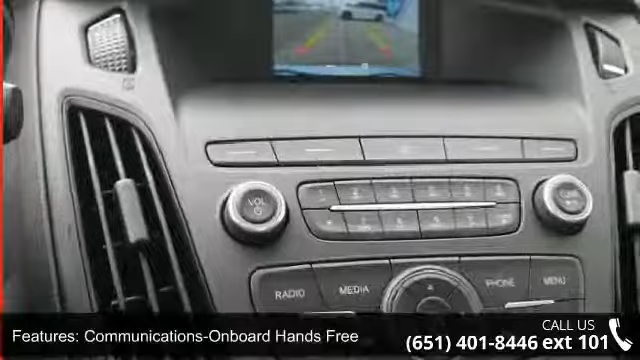 VOL
RADIO
MEDIA
PHONE
MENU
Features: Communications-Onboard Hands Free
CALL US
(651) 401-8446 ext 101